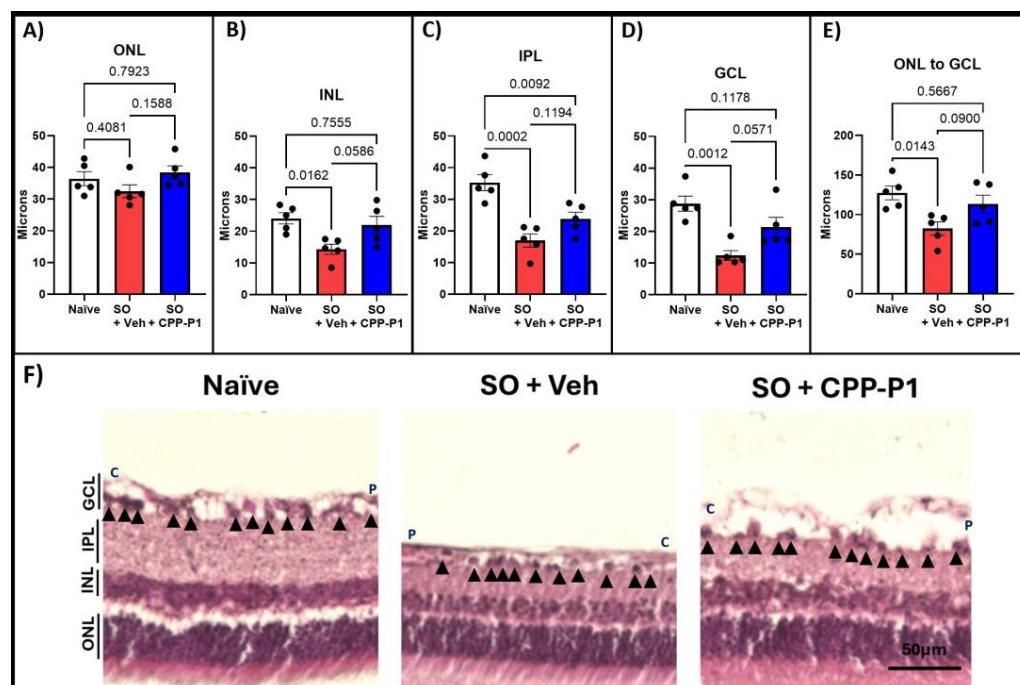 A)
ONL
0.7923
0.1588
0.4081
50
40
30
20
10
0
Microns
Naïve
SO
SO
+ Veh + CPP-P1
B)
INL
0.7555
0.0586
0.0162
50
40
30
20
10
0
Microns
Naïve
SO
SO
+ Veh + CPP-P1
C)
IPL
0.0092
0.1194
0.0002
50
40
30
20
10
0
Microns
Naïve
SO
SO
+ Veh + CPP-P1
D)
GCL
0.1178
0.0571
0.0012
50
40
30
20
10
0
Microns
Naïve
SO
SO
+ Veh + CPP-P1
E)
ONL to GCL
0.5667
0.0900
0.0143
200
150
100
50
0
Microns
Naïve
SO
SO
+ Veh + CPP-P1
F)
Naïve
SO + Veh
SO + CPP-P1
GCL
IPL
INL
ONL
C
P
P
C
C
P
50µm